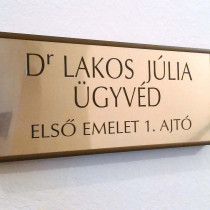 Dr LAKOS JÚLIA
ÜGYVÉD
ELSŐ EMELET 1. AJTÓ